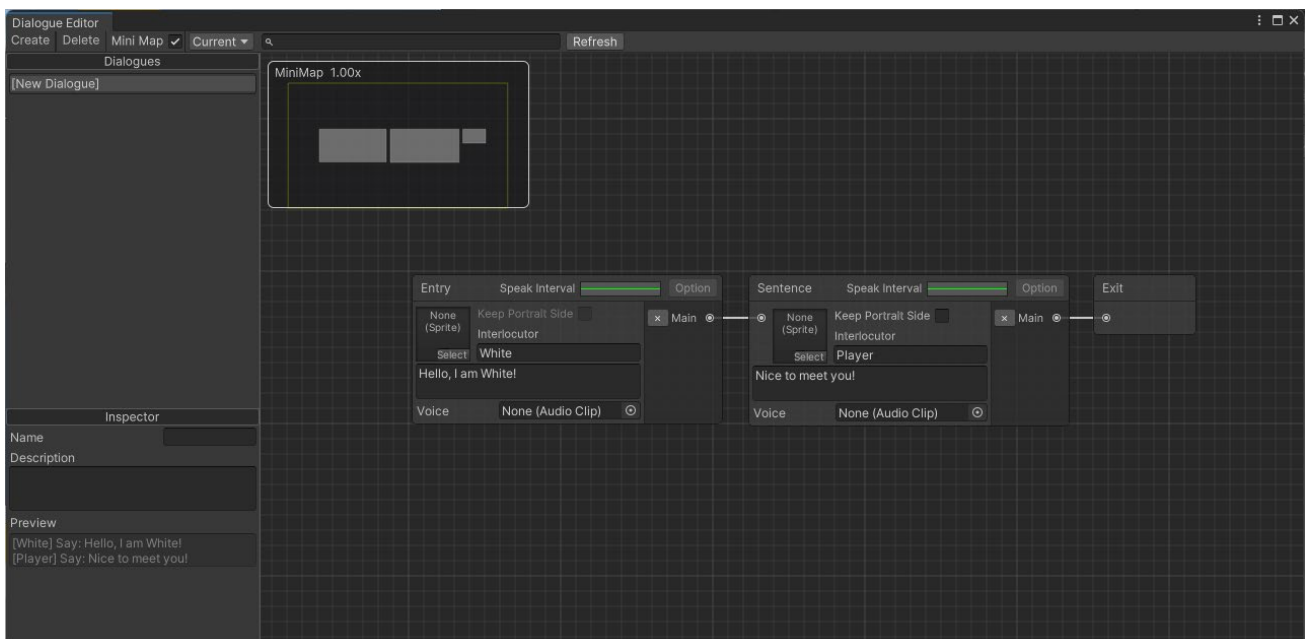 Dialogue Editor
Create Delete Mini Map Current Refresh
Dialogues
[New Dialogue]
MiniMap 1.00x
Entry Speak Interval Option
None
(Sprite)
Select
Keep Portrait Side
Interlocutor
White
Main
Hello, I am White!
Voice None (Audio Clip)
Sentence Speak Interval Option
None
(Sprite)
Select
Keep Portrait Side
Interlocutor
Player
Main
Nice to meet you!
Voice None (Audio Clip)
Exit
Inspector
Name
Description
Preview
[White] Say: Hello, I am White!
[Player] Say: Nice to meet you!